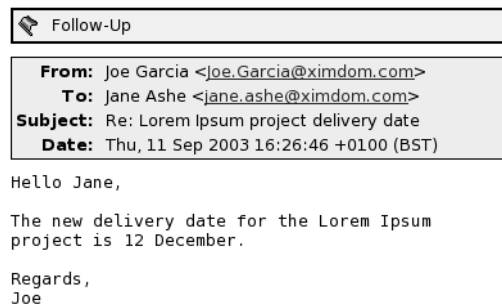 Follow-Up
From: Joe Garcia <Joe.Garcia@ximdom.com>
To: Jane Ashe <jane.ashe@ximdom.com>
Subject: Re: Lorem Ipsum project delivery date
Date: Thu, 11 Sep 2003 16:26:46 +0100 (BST)
Hello Jane,
The new delivery date for the Lorem Ipsum
project is 12 December.
Regards,
Joe